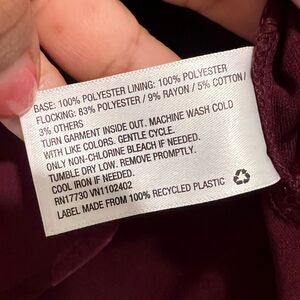 BASE: 100% POLYESTER LINING: 100% POLYESTER
FLOCKING: 83% POLYESTER / 9% RAYON / 5% COTTON /
3% OTHERS
TURN GARMENT INSIDE OUT. MACHINE WASH COLD
WITH LIKE COLORS. GENTLE CYCLE.
ONLY NON-CHLORINE BLEACH IF NEEDED.
TUMBLE DRY LOW. REMOVE PROMPTLY.
COOL IRON IF NEEDED.
RN17730 VN1102402
LABEL MADE FROM 100% RECYCLED PLASTIC